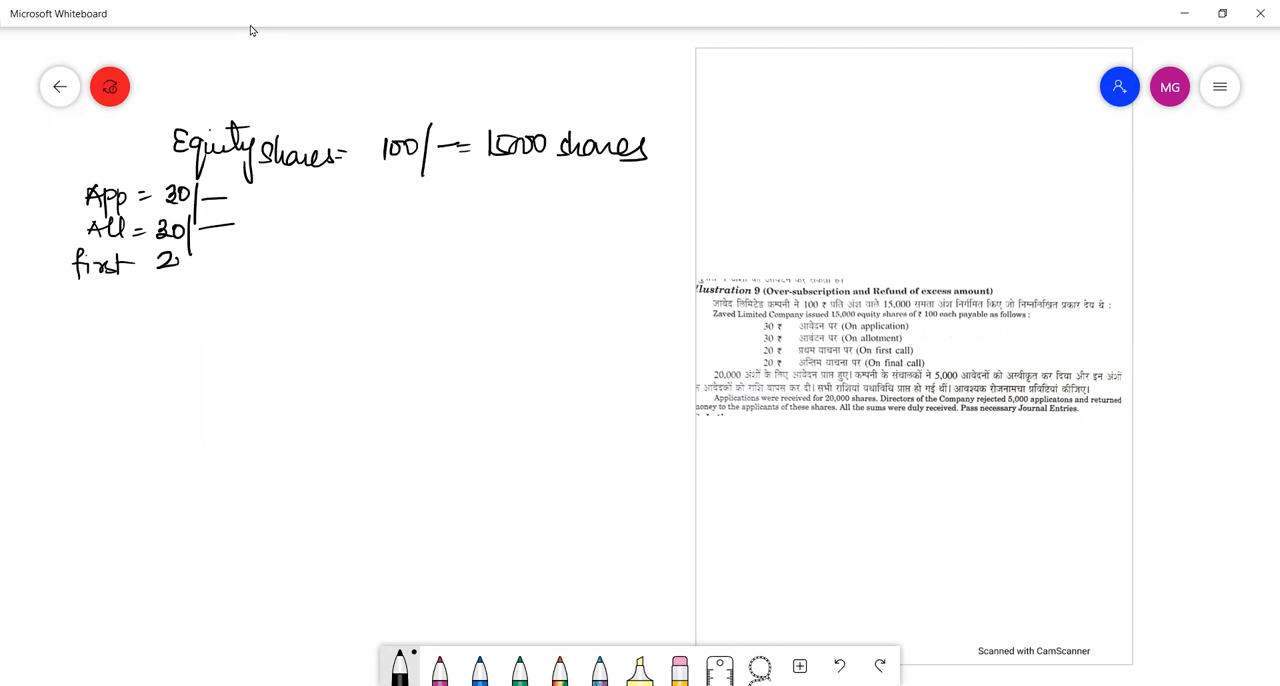 Microsoft Whiteboard
MG
Equity Shares = 100/- = 15000 shares
App = 30/-
All = 30/-
first 2
llustration 9 (Over-subscription and Refund of excess amount)
जावेद लिमिटेड कम्पनी ने 100 ₹ प्रति अंश वाले 15,000 समता अंश निर्गमित किए जो निम्नलिखित प्रकार देय थे :
Zaved Limited Company issued 15,000 equity shares of ₹ 100 each payable as follows :
30 ₹ आवेदन पर (On application)
30 ₹ आबंटन पर (On allotment)
20 ₹ प्रथम याचना पर (On first call)
20 ₹ अन्तिम याचना पर (On final call)
20,000 अंशों के लिए आवेदन प्राप्त हुए। कम्पनी के संचालकों ने 5,000 आवेदनों को अस्वीकृत कर दिया और इन अंशों
आवेदकों को राशि वापस कर दी। सभी राशियां यथाविधि प्राप्त हो गई थीं। आवश्यक रोजनामचा प्रविष्टियां कीजिए।
Applications were received for 20,000 shares. Directors of the Company rejected 5,000 applicatons and returned
noney to the applicants of these shares. All the sums were duly received. Pass necessary Journal Entries.
Scanned with CamScanner